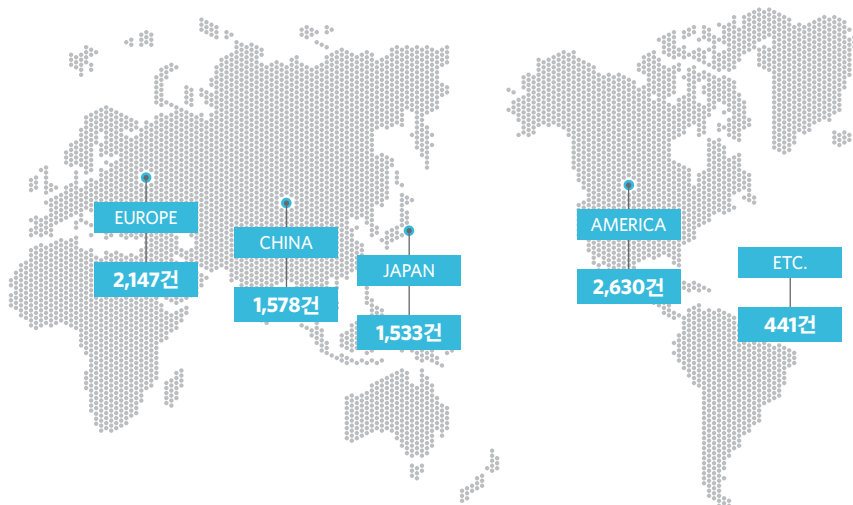 EUROPE
2,147건
CHINA
1,578건
JAPAN
1,533건
AMERICA
2,630건
ETC.
441건